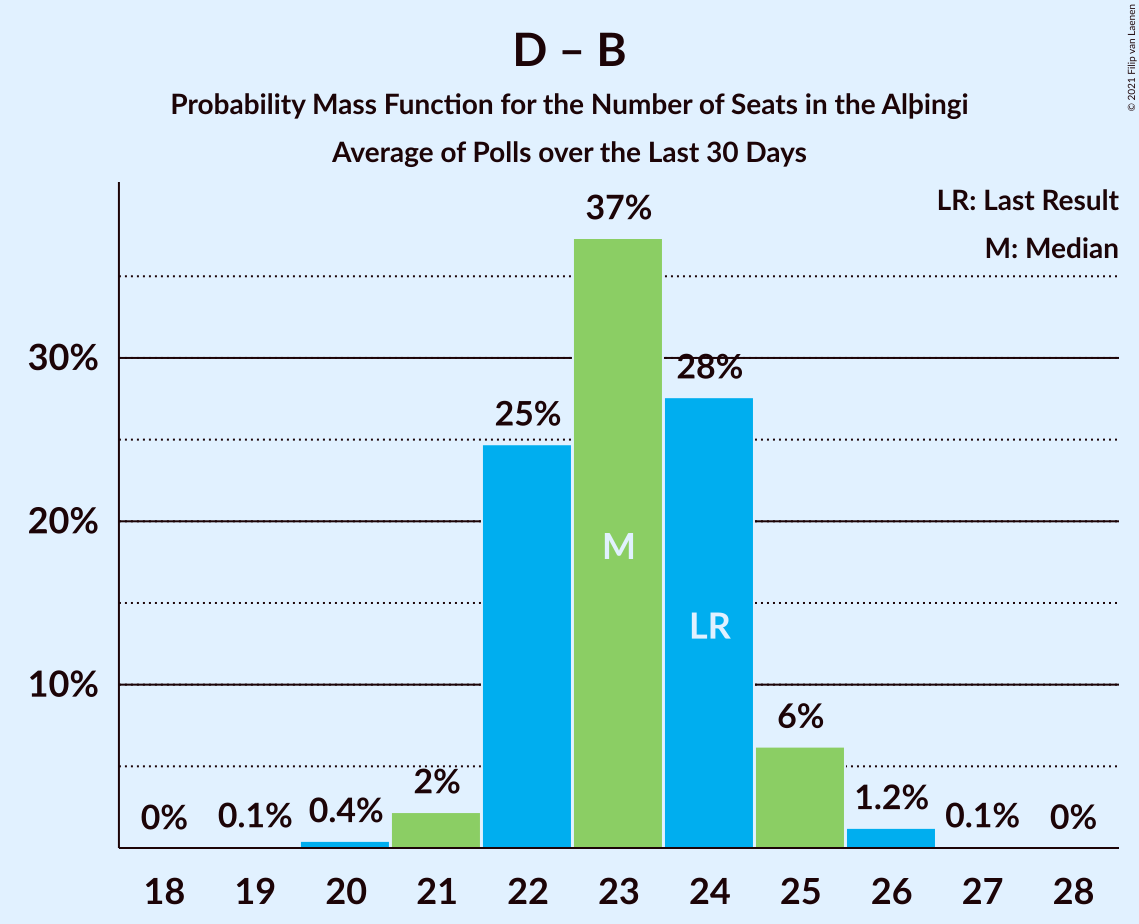 D – B
Probability Mass Function for the Number of Seats in the Alþingi
Average of Polls over the Last 30 Days
© 2021 Filip van Laenen
LR: Last Result
M: Median
37%
30%
28%
25%
20%
M
LR
10%
6%
2%
1.2%
0.4%
0% 0.1% 0.1% 0%
18 19 20 21 22 23 24 25 26 27 28